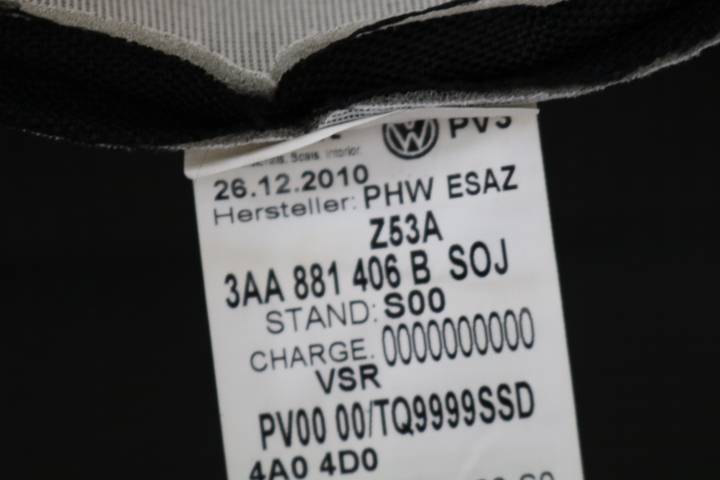 PV3
26.12.2010
Hersteller: PHW ESAZ
Z53A
3AA 881 406 B SOJ
STAND: S00
CHARGE. 0000000000
VSR
PV00 00/TQ9999SSD
4A0 4D0